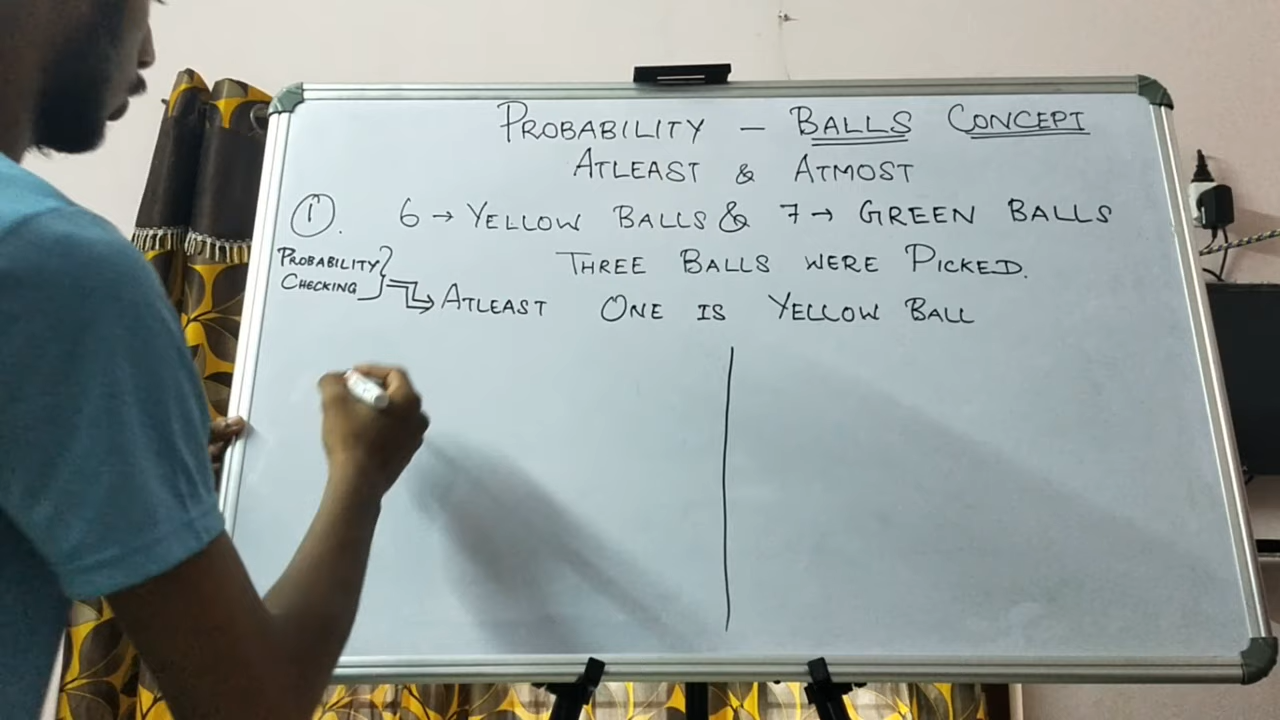 PROBABILITY - BALLS CONCEPT
ATLEAST & ATMOST
1. 6 → YELLOW BALLS & 7 → GREEN BALLS
THREE BALLS WERE PICKED.
PROBABILITY
CHECKING
ATLEAST ONE IS YELLOW BALL